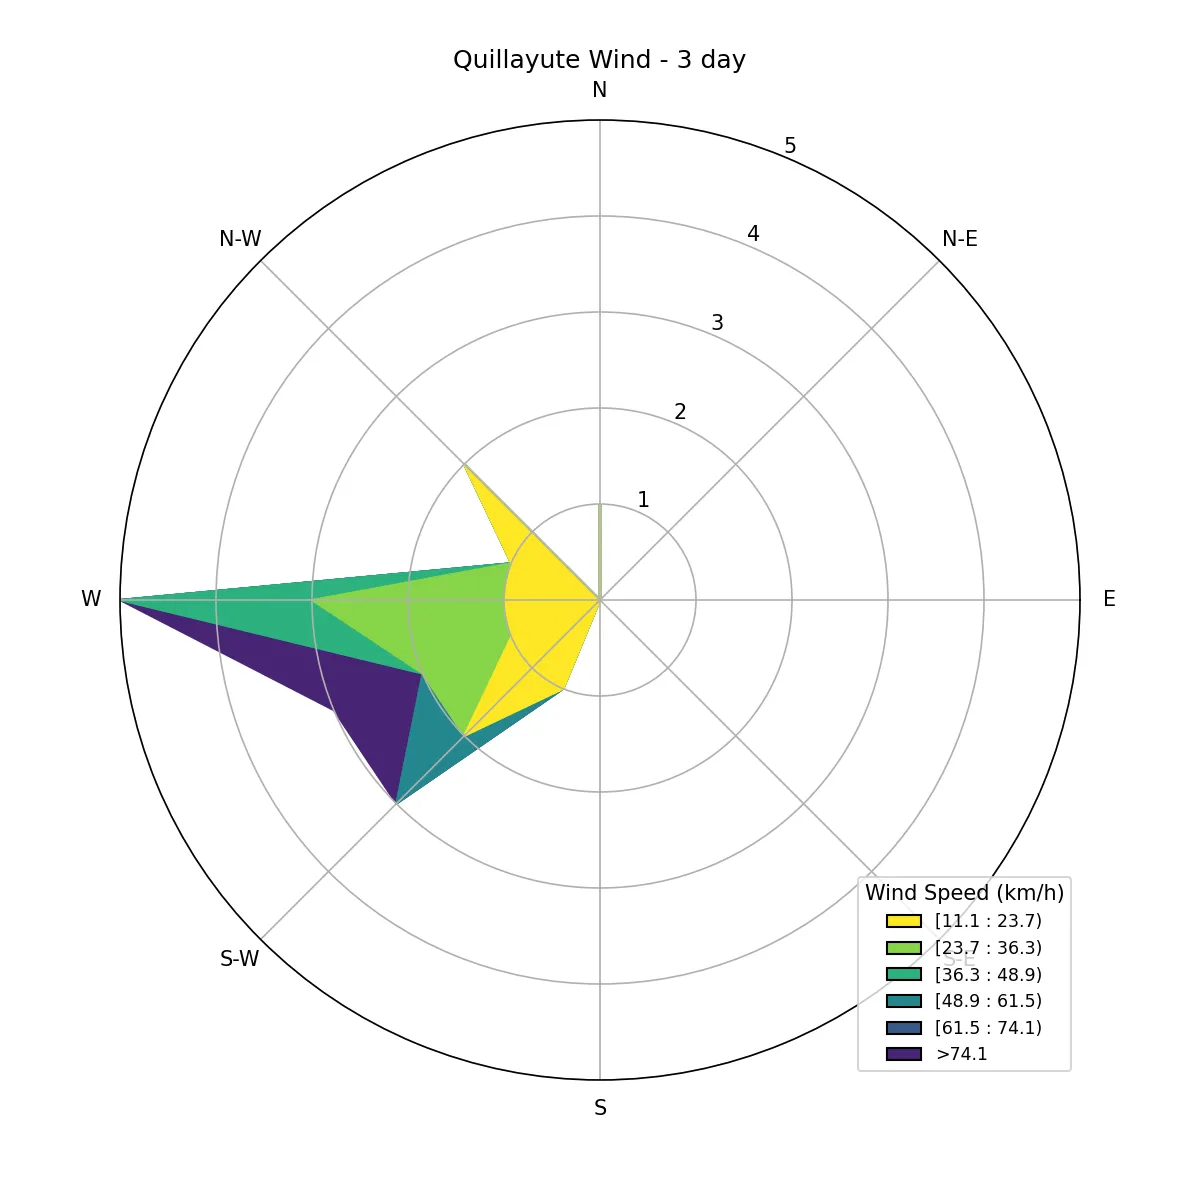 Quillayute Wind - 3 day
N
5
N-W
N-E
4
3
2
1
W
E
S-W
S-E
S
Wind Speed (km/h)
[11.1 : 23.7)
[23.7 : 36.3)
[36.3 : 48.9)
[48.9 : 61.5)
[61.5 : 74.1)
>74.1